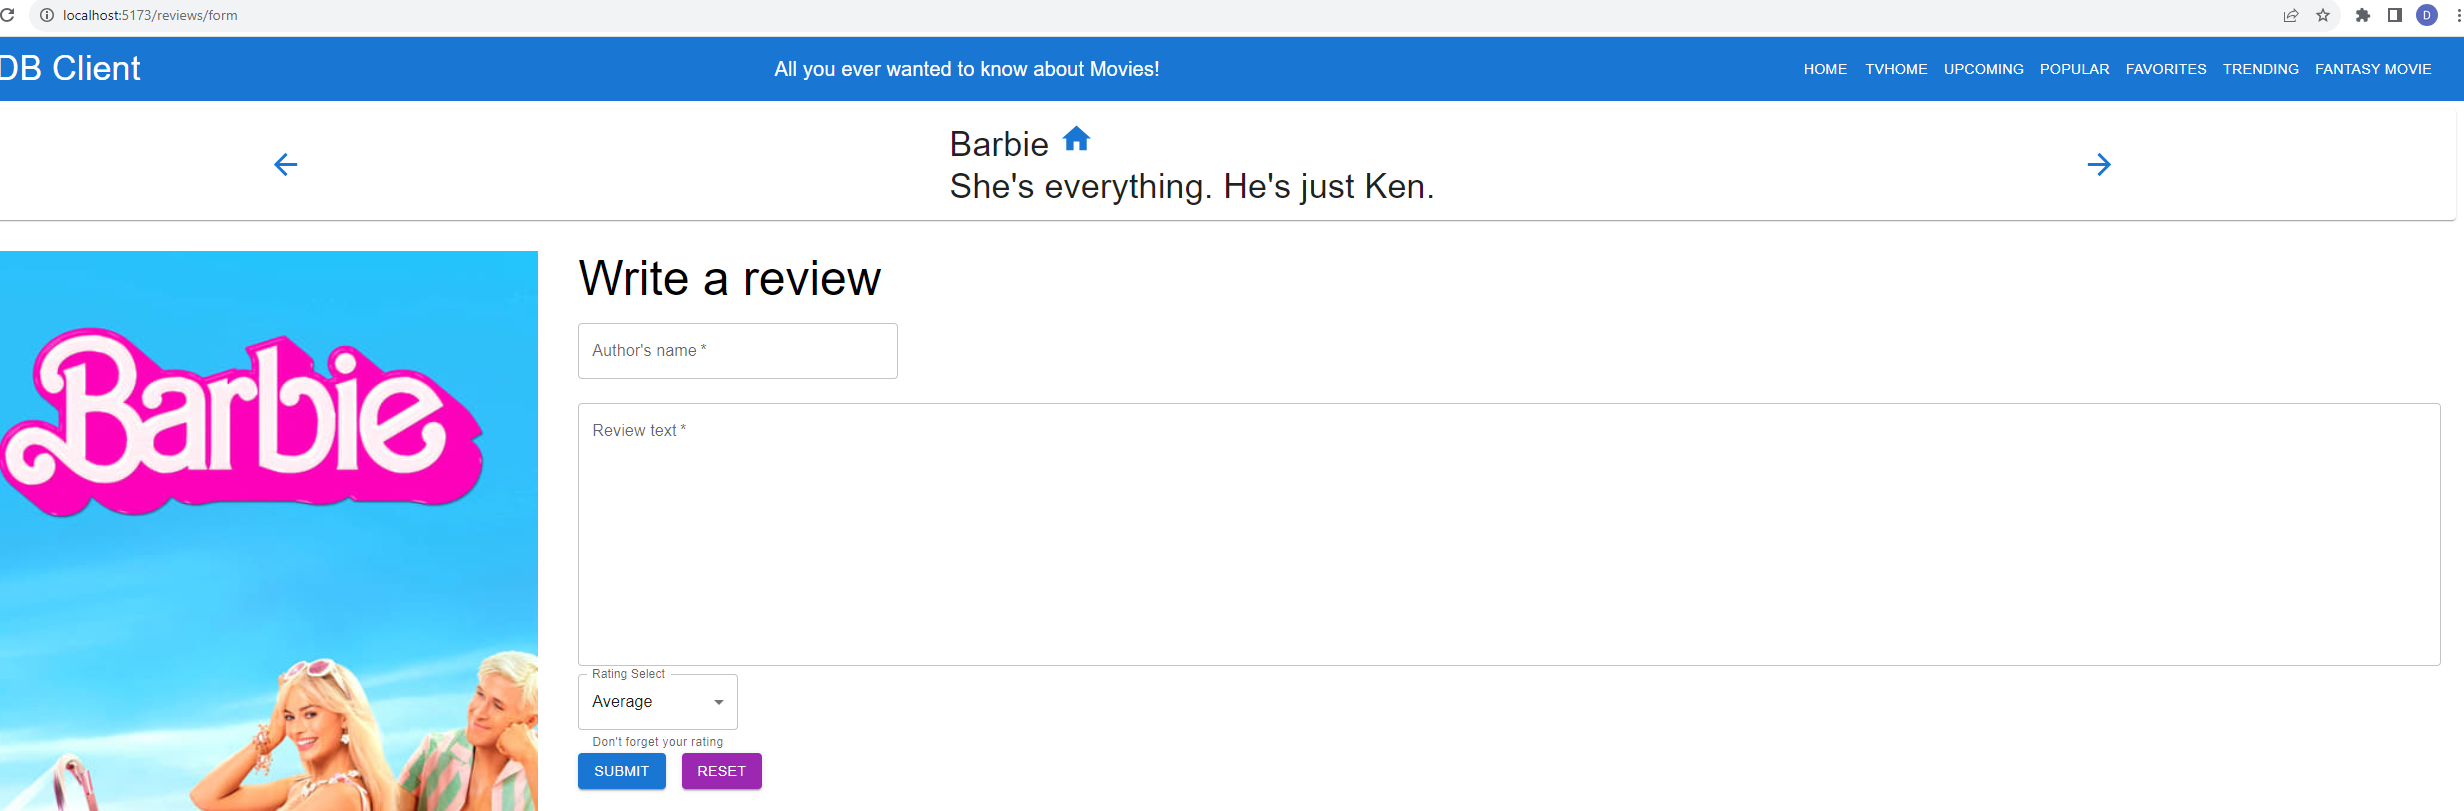 localhost:5173/reviews/form
D
DB Client
All you ever wanted to know about Movies!
HOME TVHOME UPCOMING POPULAR FAVORITES TRENDING FANTASY MOVIE
Barbie
She's everything. He's just Ken.
Barbie
Write a review
Author's name *
Review text *
Rating Select
Average
Don't forget your rating
SUBMIT RESET